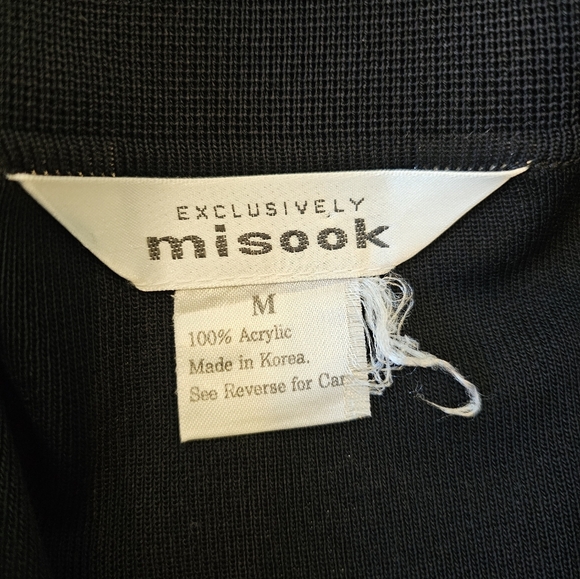 EXCLUSIVELY
misook
M
100% Acrylic
Made in Korea.
See Reverse for Car